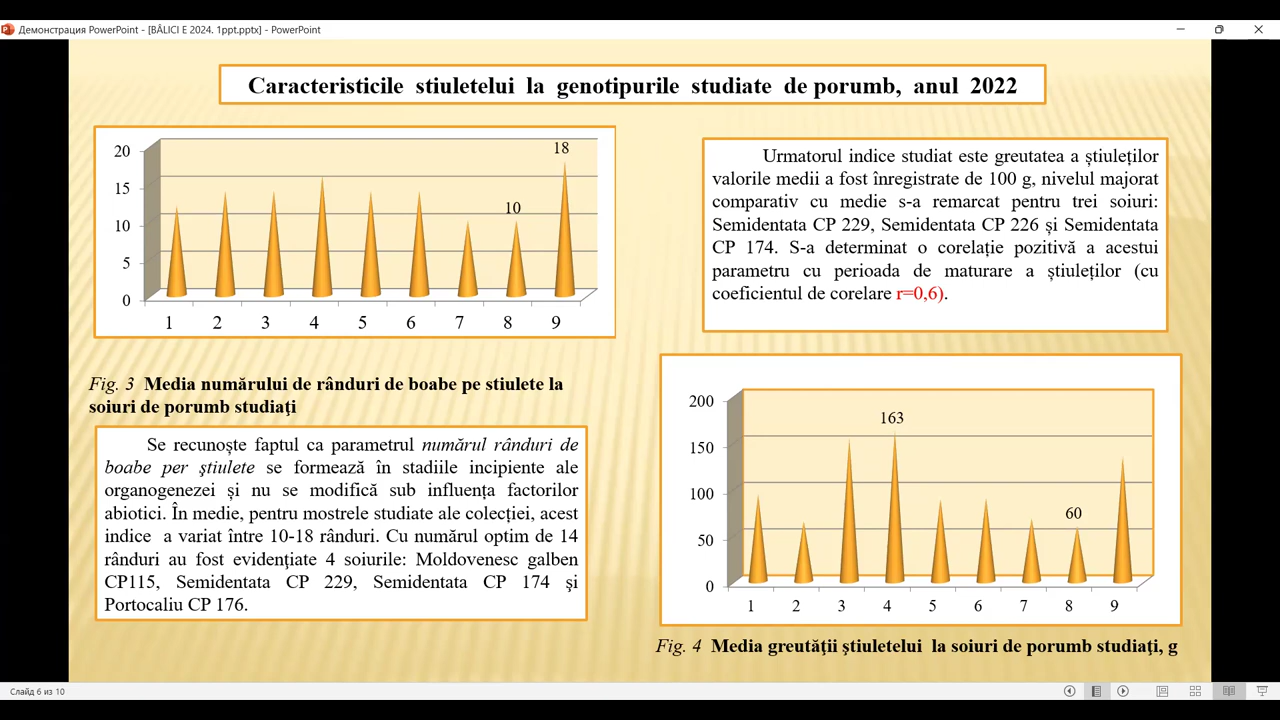 Демонстрация PowerPoint - [BÂLICI E 2024. 1ppt.pptx] - PowerPoint
Caracteristicile stiuletelui la genotipurile studiate de porumb, anul 2022
20
15
10
5
0
18
10
1 2 3 4 5 6 7 8 9
Fig. 3 Media numărului de rânduri de boabe pe stiulete la
soiuri de porumb studiaţi
Se recunoște faptul ca parametrul numărul rânduri de
boabe per ştiulete se formează în stadiile incipiente ale
organogenezei și nu se modifică sub influența factorilor
abiotici. În medie, pentru mostrele studiate ale colecției, acest
indice a variat între 10-18 rânduri. Cu numărul optim de 14
rânduri au fost evidențiate 4 soiurile: Moldovenesc galben
CP115, Semidentata CP 229, Semidentata CP 174 şi
Portocaliu CP 176.
Urmatorul indice studiat este greutatea a știuleților
valorile medii a fost înregistrate de 100 g, nivelul majorat
comparativ cu medie s-a remarcat pentru trei soiuri:
Semidentata CP 229, Semidentata CP 226 și Semidentata
CP 174. S-a determinat o corelație pozitivă a acestui
parametru cu perioada de maturare a știuleților (cu
coeficientul de corelare r=0,6).
200
150
100
50
0
163
60
1 2 3 4 5 6 7 8 9
Fig. 4 Media greutăţii ştiuletelui la soiuri de porumb studiaţi, g
Слайд 6 из 10